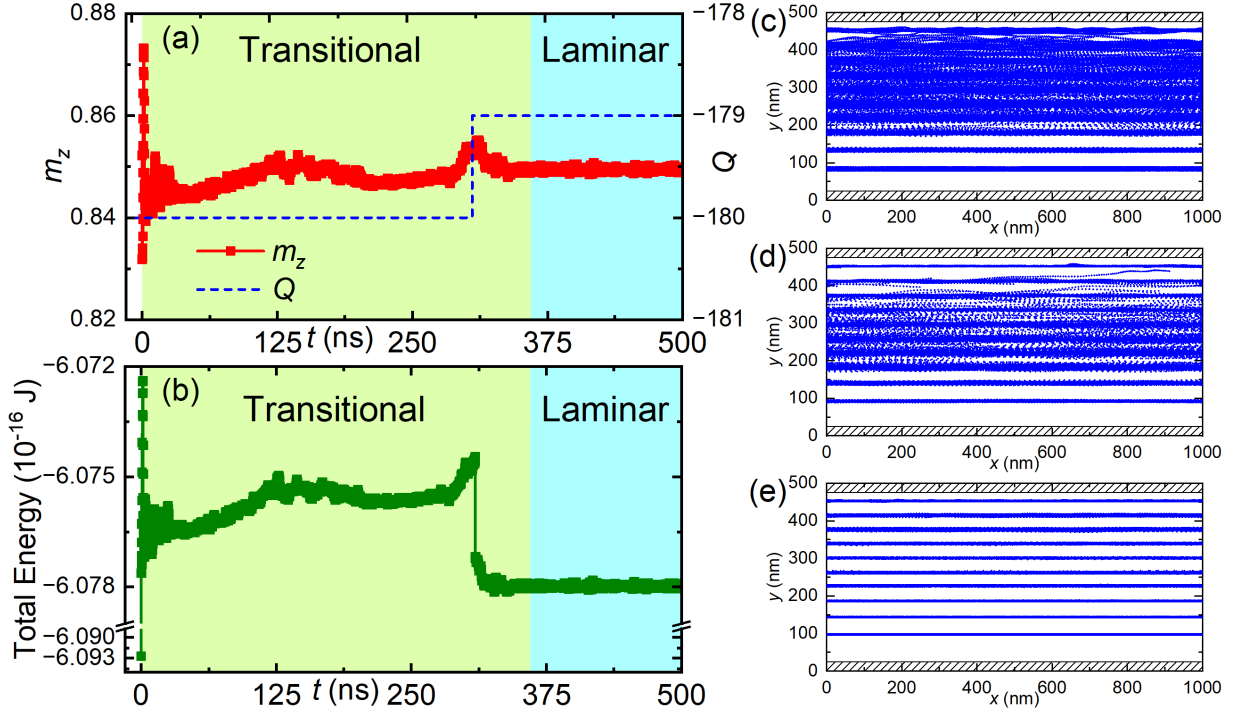 (a)
Transitional
Laminar
0.88
0.86
0.84
0.82
m_z
−178
−179
−180
−181
Q
m_z
Q
0 125 250 375 500
t (ns)
(b)
Transitional
Laminar
−6.072
−6.075
−6.078
−6.090
−6.093
Total Energy (10⁻¹⁶ J)
0 125 250 375 500
t (ns)
(c)
500
400
300
200
100
0
y (nm)
0 200 400 600 800 1000
x (nm)
(d)
500
400
300
200
100
0
y (nm)
0 200 400 600 800 1000
x (nm)
(e)
500
400
300
200
100
0
y (nm)
0 200 400 600 800 1000
x (nm)